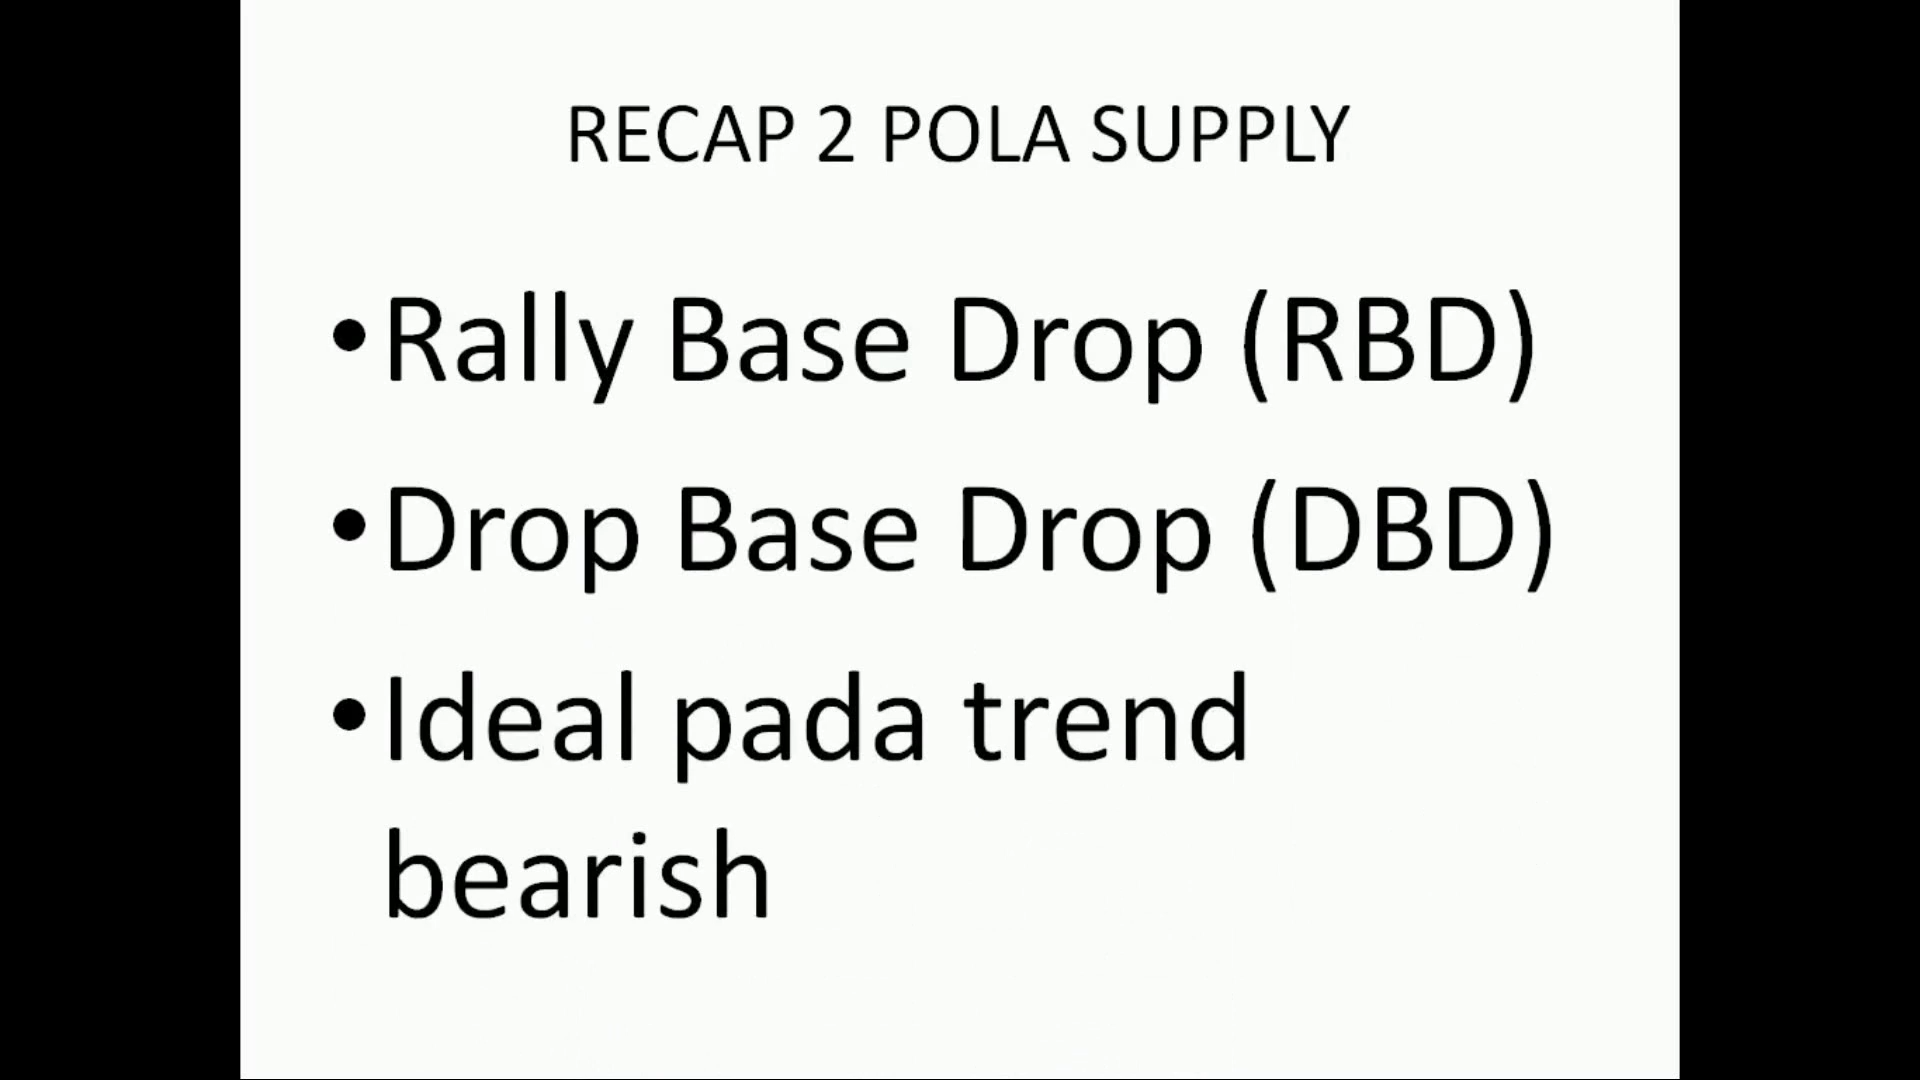 RECAP 2 POLA SUPPLY
•Rally Base Drop (RBD)
•Drop Base Drop (DBD)
•Ideal pada trend
bearish